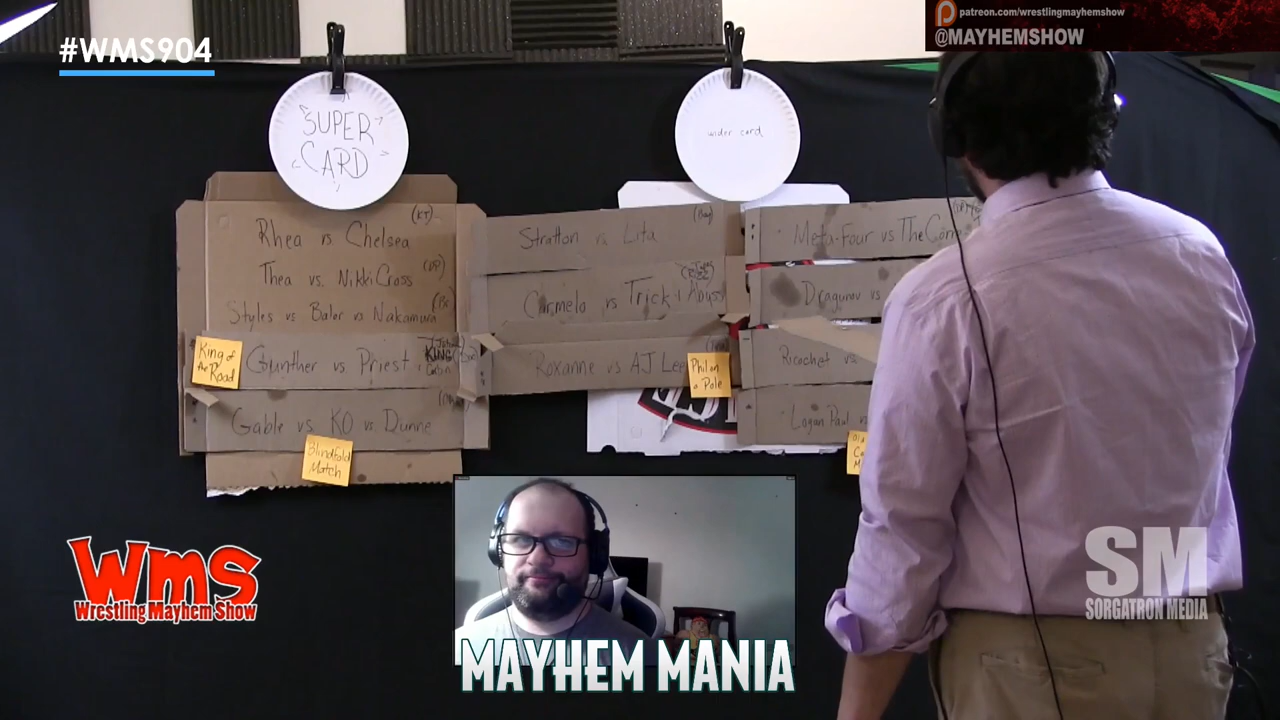 #WMS904
patreon.com/wrestlingmayhemshow
@MAYHEMSHOW
SUPER
CARD
under card
Rhea vs. Chelsea (KT)
Thea vs. Nikki Cross
Styles vs Balor vs Nakamura
King of
the Road
Gunther vs Priest
KING
Gable vs. KO vs Dunne
Blindfold
Match
Stratton vs. Lita
Carmelo vs Trick + Abyss
Roxanne vs AJ Lee
Phil on
a Pole
Meta-Four vs The
Dragunov vs
Ricochet vs
Logan Paul
WMS
Wrestling Mayhem Show
MAYHEM MANIA
SM
SORGATRON MEDIA